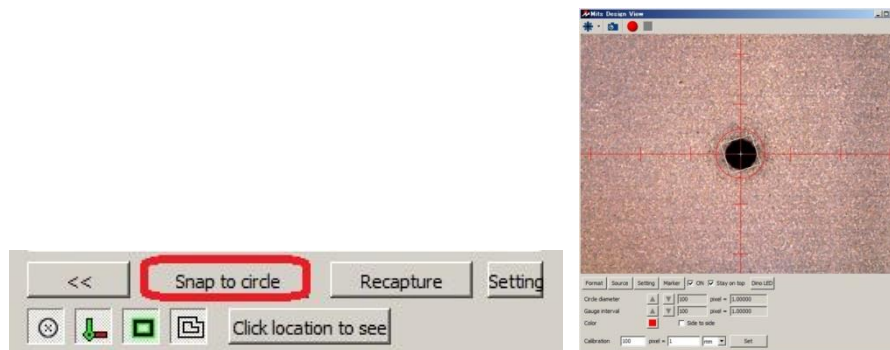 << Snap to circle Recapture Setting
Click location to see
Mits Design View
Format Source Setting Marker ON Stay on top Dino LED
Circle diameter 100 pixel = 1.00000
Gauge interval 100 pixel = 1.00000
Color Side to side
Calibration 100 pixel = 1 mm Set